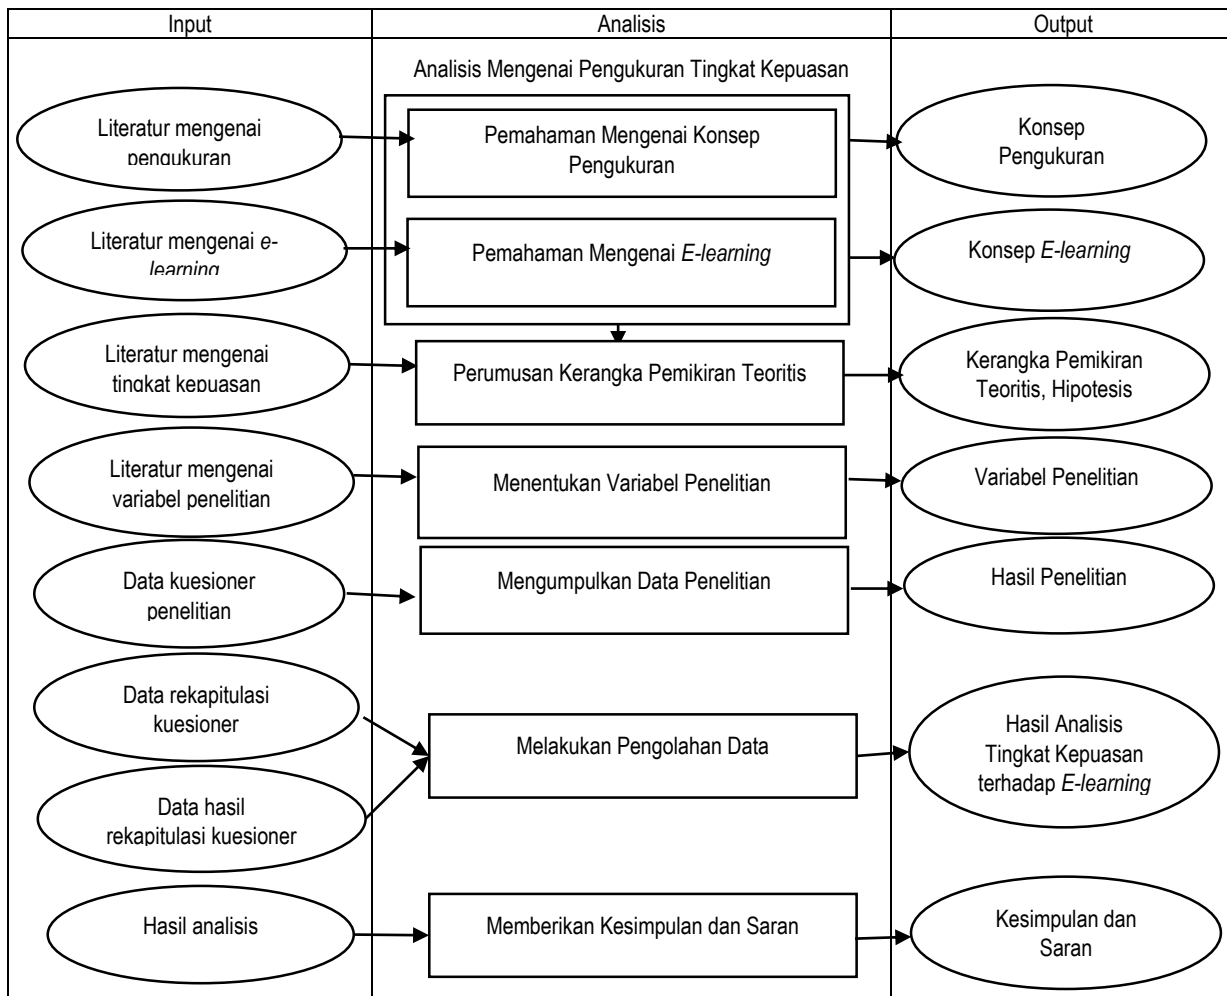 Input
Analisis
Output
Analisis Mengenai Pengukuran Tingkat Kepuasan
Literatur mengenai
pengukuran
Pemahaman Mengenai Konsep
Pengukuran
Konsep
Pengukuran
Literatur mengenai e-
learning
Pemahaman Mengenai E-learning
Konsep E-learning
Literatur mengenai
tingkat kepuasan
Perumusan Kerangka Pemikiran Teoritis
Kerangka Pemikiran
Teoritis, Hipotesis
Literatur mengenai
variabel penelitian
Menentukan Variabel Penelitian
Variabel Penelitian
Data kuesioner
penelitian
Mengumpulkan Data Penelitian
Hasil Penelitian
Data rekapitulasi
kuesioner
Data hasil
rekapitulasi kuesioner
Melakukan Pengolahan Data
Hasil Analisis
Tingkat Kepuasan
terhadap E-learning
Hasil analisis
Memberikan Kesimpulan dan Saran
Kesimpulan dan
Saran